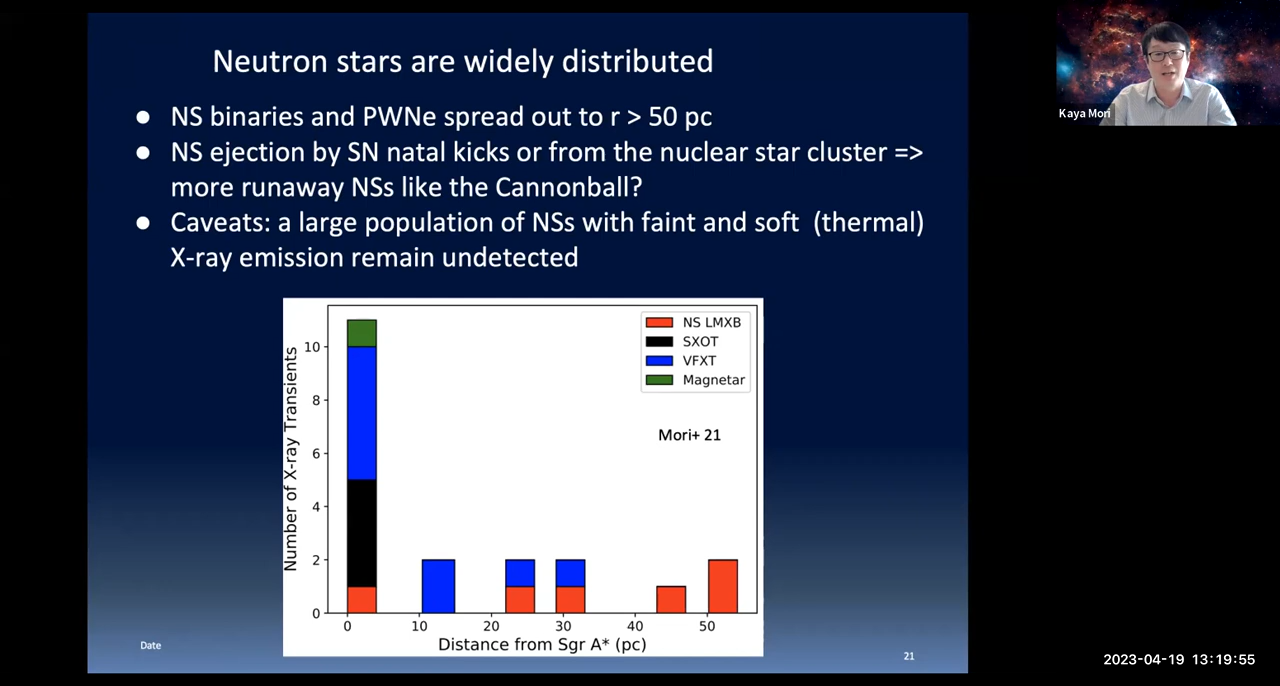 Neutron stars are widely distributed
● NS binaries and PWNe spread out to r > 50 pc
● NS ejection by SN natal kicks or from the nuclear star cluster =>
more runaway NSs like the Cannonball?
● Caveats: a large population of NSs with faint and soft (thermal)
X-ray emission remain undetected
NS LMXB
SXOT
VFXT
Magnetar
Mori+ 21
Number of X-ray Transients
10
8
6
4
2
0
0 10 20 30 40 50
Distance from Sgr A* (pc)
Date
21
Kaya Mori
2023-04-19 13:19:55